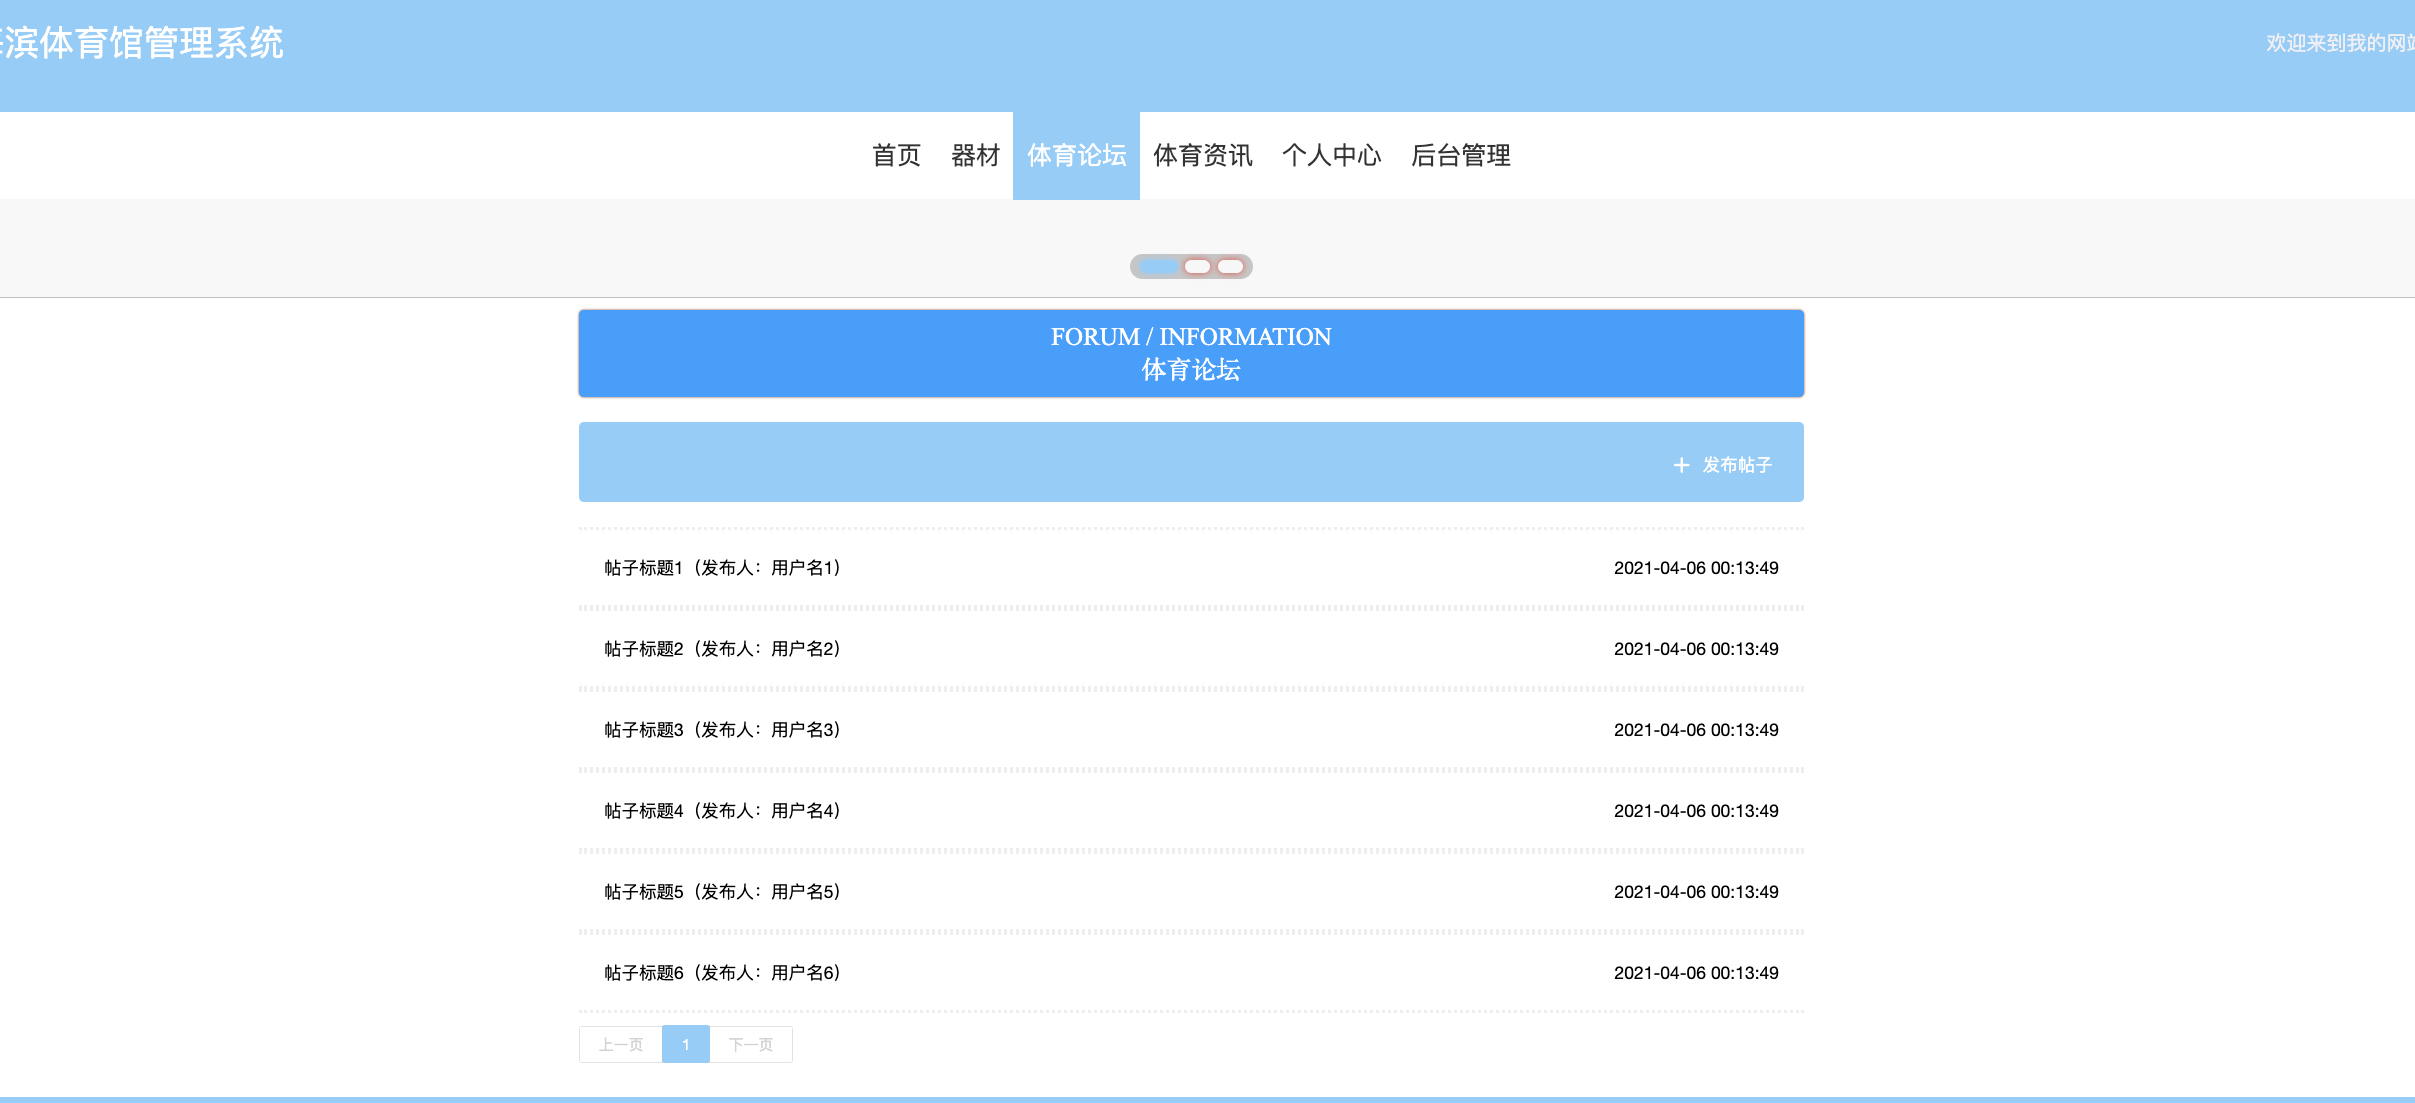 滨体育馆管理系统
欢迎来到我的网
首页 器材 体育论坛 体育资讯 个人中心 后台管理
FORUM / INFORMATION
体育论坛
+ 发布帖子
帖子标题1（发布人：用户名1） 2021-04-06 00:13:49
帖子标题2（发布人：用户名2） 2021-04-06 00:13:49
帖子标题3（发布人：用户名3） 2021-04-06 00:13:49
帖子标题4（发布人：用户名4） 2021-04-06 00:13:49
帖子标题5（发布人：用户名5） 2021-04-06 00:13:49
帖子标题6（发布人：用户名6） 2021-04-06 00:13:49
上一页 1 下一页